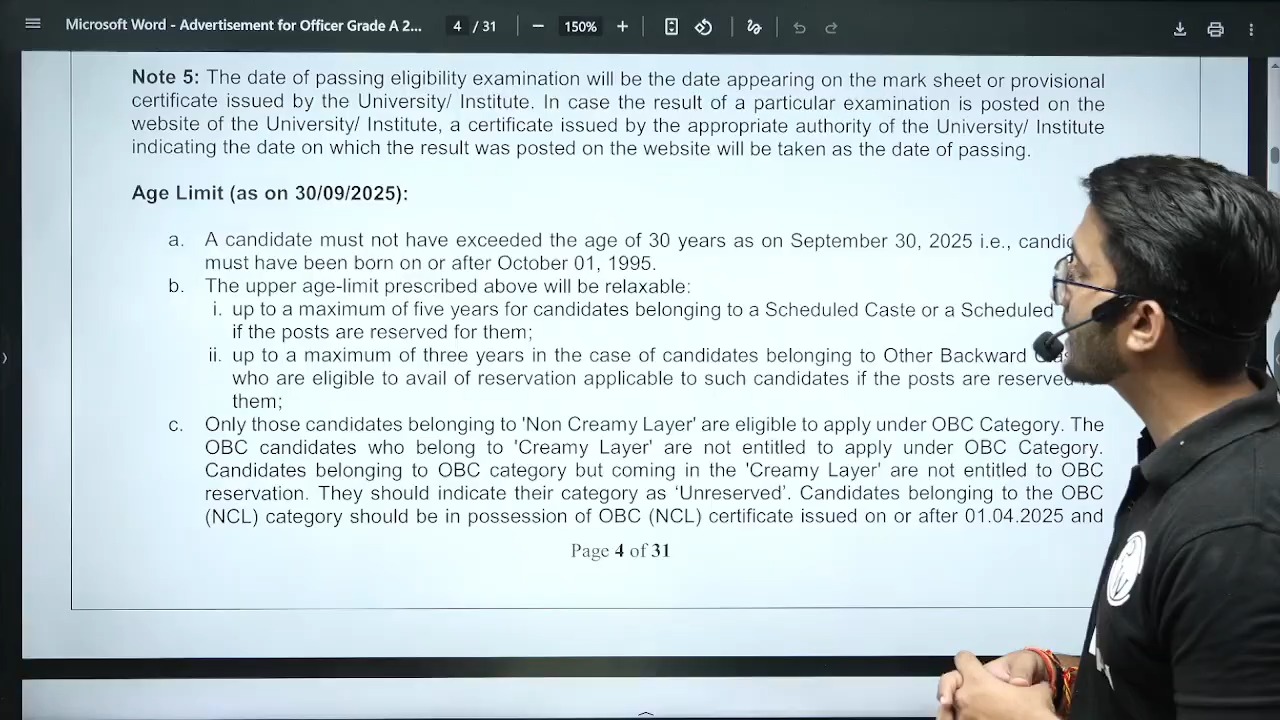 Microsoft Word - Advertisement for Officer Grade A 2...
4 / 31
150%
Note 5: The date of passing eligibility examination will be the date appearing on the mark sheet or provisional
certificate issued by the University/ Institute. In case the result of a particular examination is posted on the
website of the University/ Institute, a certificate issued by the appropriate authority of the University/ Institute
indicating the date on which the result was posted on the website will be taken as the date of passing.
Age Limit (as on 30/09/2025):
a. A candidate must not have exceeded the age of 30 years as on September 30, 2025 i.e.,
must have been born on or after October 01, 1995.
b. The upper age-limit prescribed above will be relaxable:
i. up to a maximum of five years for candidates belonging to a Scheduled Caste or a Scheduled
if the posts are reserved for them;
ii. up to a maximum of three years in the case of candidates belonging to Other Backward
who are eligible to avail of reservation applicable to such candidates if the posts are reserved
them;
c. Only those candidates belonging to 'Non Creamy Layer' are eligible to apply under OBC Category. The
OBC candidates who belong to 'Creamy Layer' are not entitled to apply under OBC Category.
Candidates belonging to OBC category but coming in the 'Creamy Layer' are not entitled to OBC
reservation. They should indicate their category as ‘Unreserved’. Candidates belonging to the OBC
(NCL) category should be in possession of OBC (NCL) certificate issued on or after 01.04.2025 and
Page 4 of 31